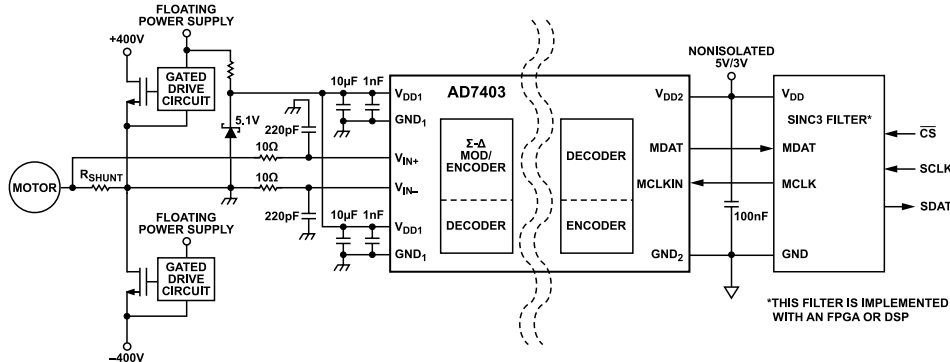 FLOATING
POWER SUPPLY
+400V
GATED
DRIVE
CIRCUIT
5.1V
MOTOR
RSHUNT
10Ω
10Ω
220pF
220pF
FLOATING
POWER SUPPLY
GATED
DRIVE
CIRCUIT
–400V
10µF 1nF
10µF 1nF
AD7403
VDD1
GND1
VIN+
VIN–
VDD1
GND1
Σ-Δ
MOD/
ENCODER
DECODER
DECODER
ENCODER
VDD2
MDAT
MCLKIN
GND2
NONISOLATED
5V/3V
100nF
VDD
SINC3 FILTER*
MDAT
MCLK
GND
CS
SCLK
SDAT
*THIS FILTER IS IMPLEMENTED
WITH AN FPGA OR DSP